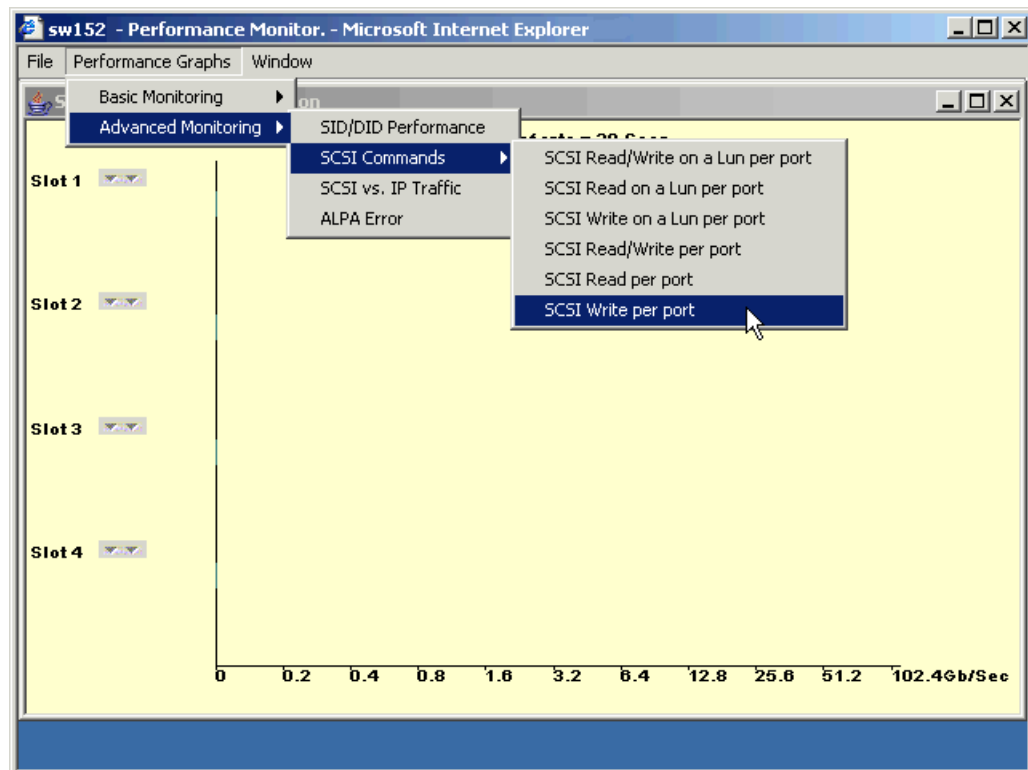 sw152 - Performance Monitor. - Microsoft Internet Explorer
File Performance Graphs Window
Basic Monitoring
Advanced Monitoring
SID/DID Performance
SCSI Commands
SCSI vs. IP Traffic
ALPA Error
SCSI Read/Write on a Lun per port
SCSI Read on a Lun per port
SCSI Write on a Lun per port
SCSI Read/Write per port
SCSI Read per port
SCSI Write per port
Slot 1
Slot 2
Slot 3
Slot 4
0 0.2 0.4 0.8 1.6 3.2 6.4 12.8 25.6 51.2 102.4Gb/Sec